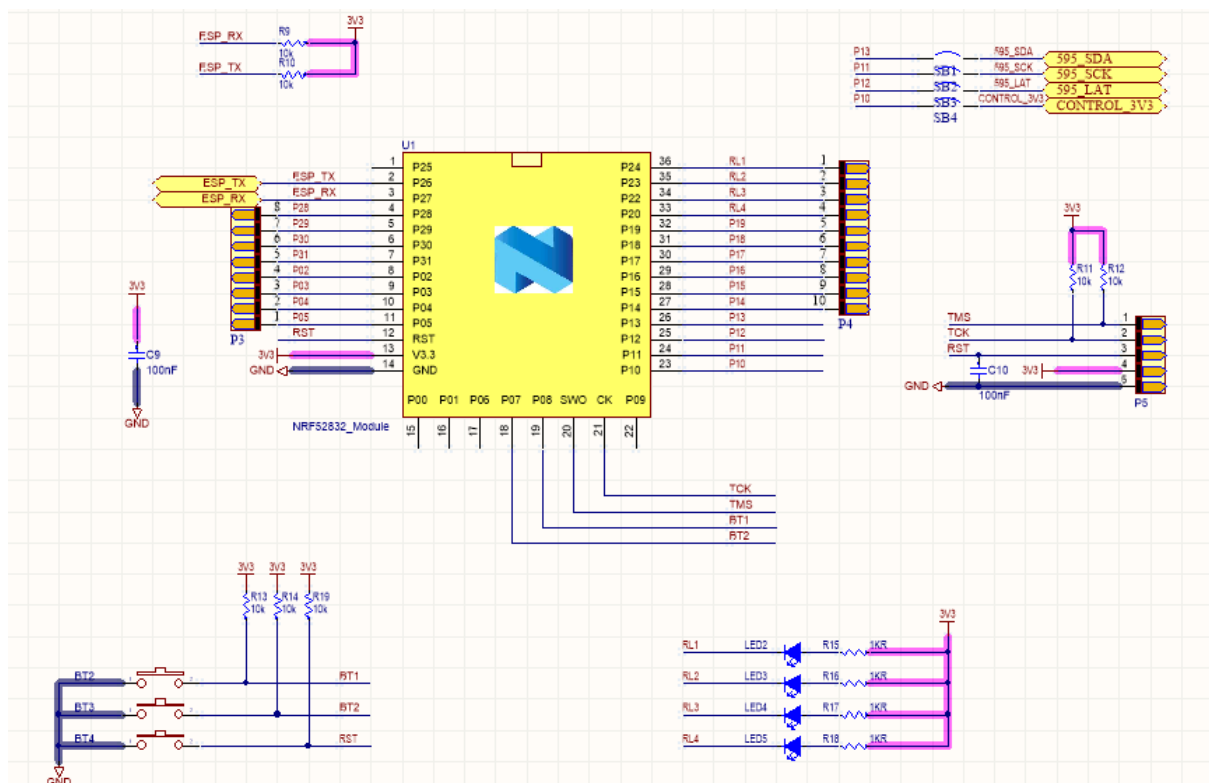 3V3
ESP_RX R9
10k
ESP_TX R10
10k
P13 SB1 595_SDA 595_SDA
P11 SB2 595_SCK 595_SCK
P12 SB3 595_LAT 595_LAT
P10 SB4 CONTROL_3V3 CONTROL_3V3
U1
1 P25 P24 36 RL1 1
ESP_TX ESP_TX 2 P26 P23 35 RL2 2
ESP_RX ESP_RX 3 P27 P22 34 RL3 3
8 P28 4 P28 P20 33 RL4 4
7 P29 5 P29 P19 32 P19 5
6 P30 6 P30 P18 31 P18 6
5 P31 7 P31 P17 30 P17 7
4 P02 8 P02 P16 29 P16 8
3 P03 9 P03 P15 28 P15 9
2 P04 10 P04 P14 27 P14 10
1 P05 11 P05 P13 26 P13
P3 RST 12 RST P12 25 P12 P4
3V3 13 V3.3 P11 24 P11
GND 14 GND P10 23 P10
P00 P01 P06 P07 P08 SWO CK P09
15 16 17 18 19 20 21 22
NRF52832_Module
3V3
C9
100nF
GND
3V3
R11 R12
10k 10k
TMS 1
TCK 2
RST 3
C10 3V3 4
GND 5
100nF P5
TCK
TMS
BT1
BT2
3V3 3V3 3V3
R13 R14 R19
10k 10k 10k
BT2 BT1
BT3 BT2
BT4 RST
GND
3V3
RL1 LED2 R15 1KR
RL2 LED3 R16 1KR
RL3 LED4 R17 1KR
RL4 LED5 R18 1KR